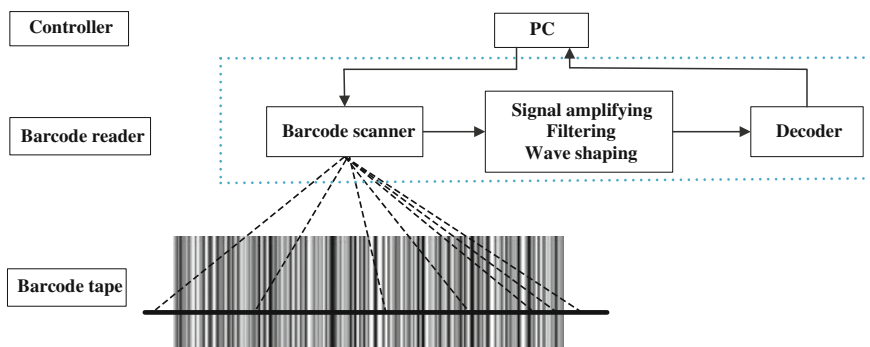 Controller
PC
Barcode reader
Barcode scanner
Signal amplifying
Filtering
Wave shaping
Decoder
Barcode tape